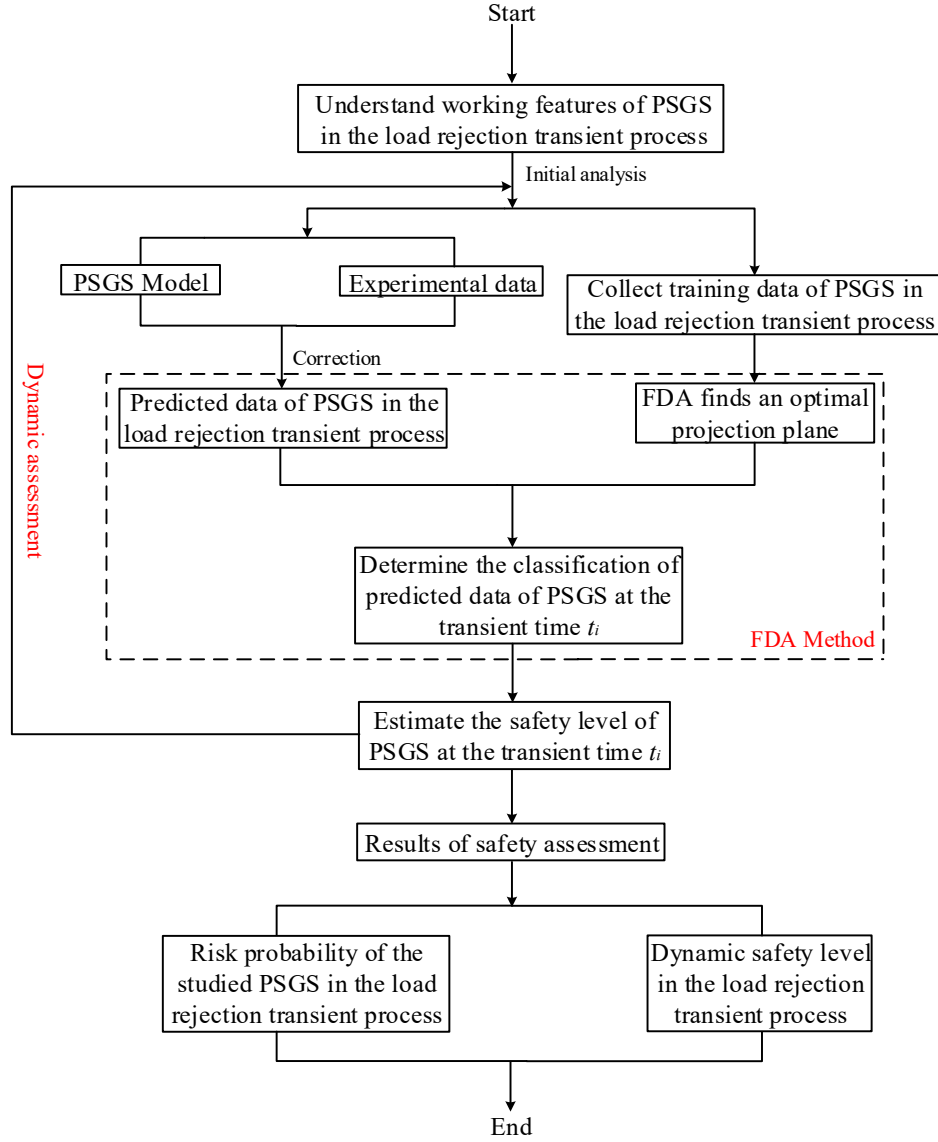 Start
Understand working features of PSGS
in the load rejection transient process
Initial analysis
PSGS Model
Experimental data
Collect training data of PSGS in
the load rejection transient process
Correction
Dynamic assessment
Predicted data of PSGS in the
load rejection transient process
FDA finds an optimal
projection plane
Determine the classification of
predicted data of PSGS at the
transient time ti
FDA Method
Estimate the safety level of
PSGS at the transient time ti
Results of safety assessment
Risk probability of the
studied PSGS in the load
rejection transient process
Dynamic safety level
in the load rejection
transient process
End